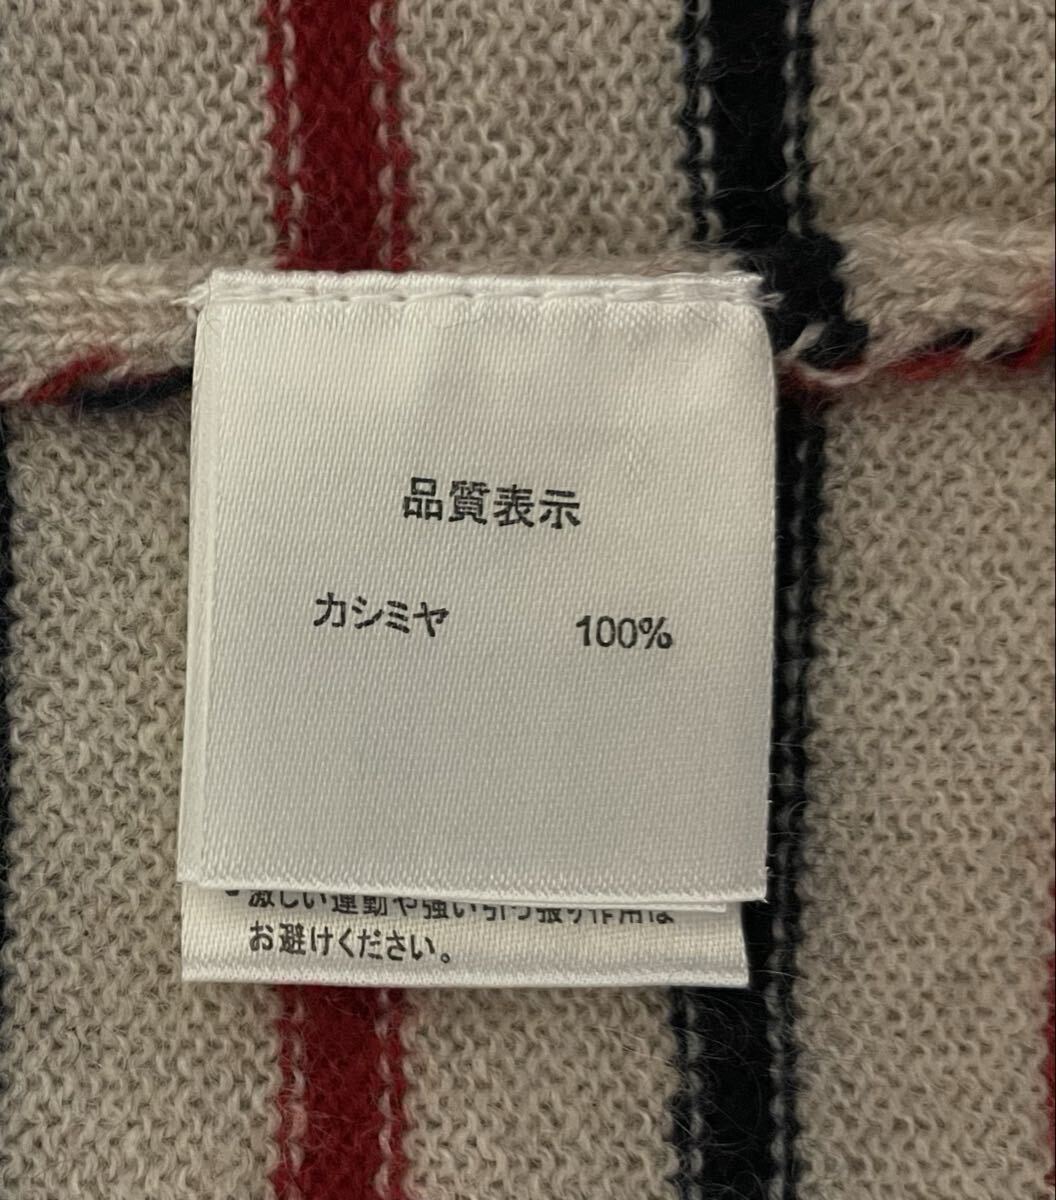 品質表示
カシミヤ 100%
激しい運動や強い引っ張り作用は
お避けください。